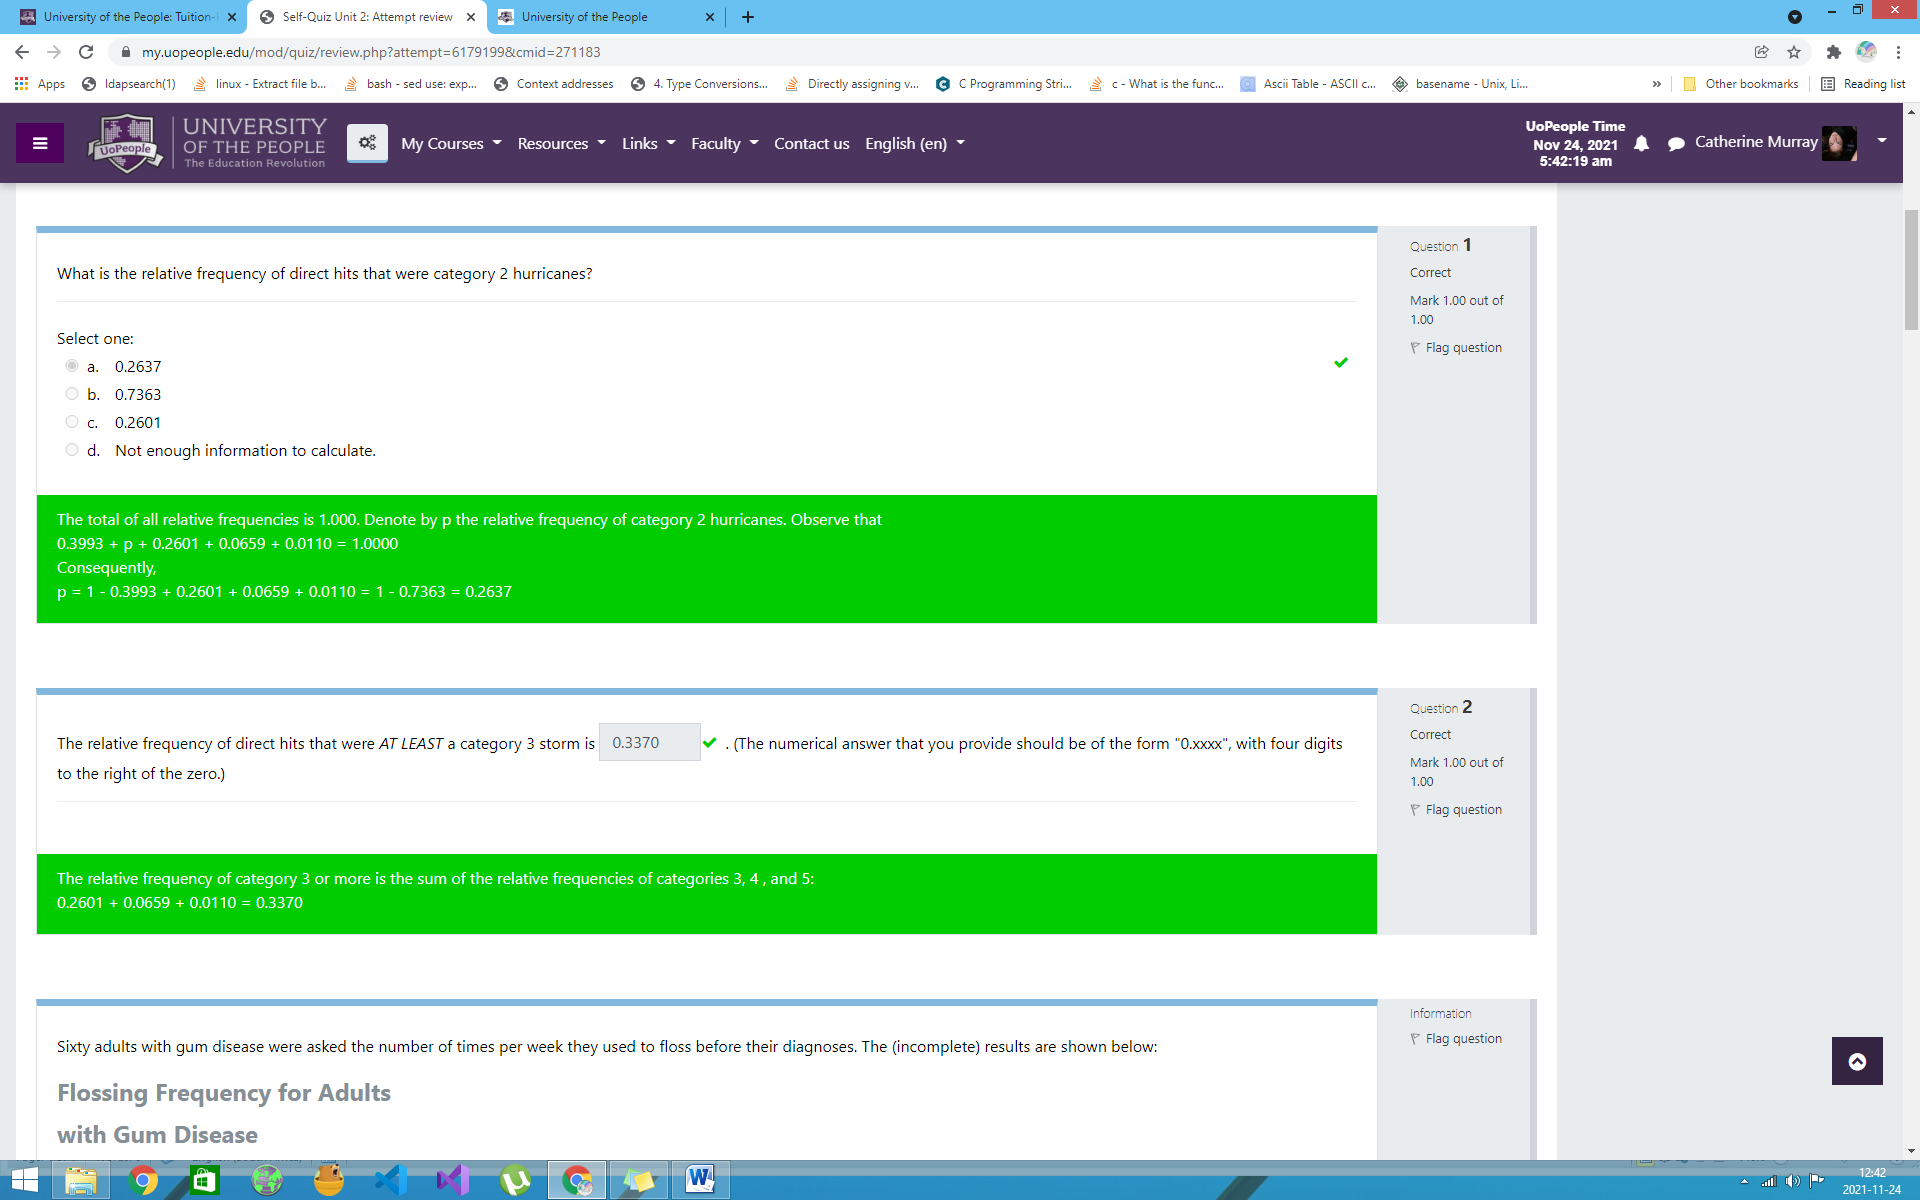 University of the People: Tuition-
Self-Quiz Unit 2: Attempt review
University of the People
my.uopeople.edu/mod/quiz/review.php?attempt=6179199&cmid=271183
Apps
ldapsearch(1)
linux - Extract file b...
bash - sed use: exp...
Context addresses
4. Type Conversions...
Directly assigning v...
C Programming Stri...
c - What is the func...
Ascii Table - ASCII c...
basename - Unix, Li...
»
Other bookmarks
Reading list
UoPeople
UNIVERSITY
OF THE PEOPLE
The Education Revolution
My Courses
Resources
Links
Faculty
Contact us
English (en)
UoPeople Time
Nov 24, 2021
5:42:19 am
Catherine Murray
What is the relative frequency of direct hits that were category 2 hurricanes?
Select one:
a. 0.2637
b. 0.7363
c. 0.2601
d. Not enough information to calculate.
The total of all relative frequencies is 1.000. Denote by p the relative frequency of category 2 hurricanes. Observe that
0.3993 + p + 0.2601 + 0.0659 + 0.0110 = 1.0000
Consequently,
p = 1 - 0.3993 + 0.2601 + 0.0659 + 0.0110 = 1 - 0.7363 = 0.2637
Question 1
Correct
Mark 1.00 out of
1.00
Flag question
The relative frequency of direct hits that were AT LEAST a category 3 storm is 0.3370 . (The numerical answer that you provide should be of the form "0.xxxx", with four digits
to the right of the zero.)
The relative frequency of category 3 or more is the sum of the relative frequencies of categories 3, 4 , and 5:
0.2601 + 0.0659 + 0.0110 = 0.3370
Question 2
Correct
Mark 1.00 out of
1.00
Flag question
Sixty adults with gum disease were asked the number of times per week they used to floss before their diagnoses. The (incomplete) results are shown below:
Flossing Frequency for Adults
with Gum Disease
Information
Flag question
12:42
2021-11-24